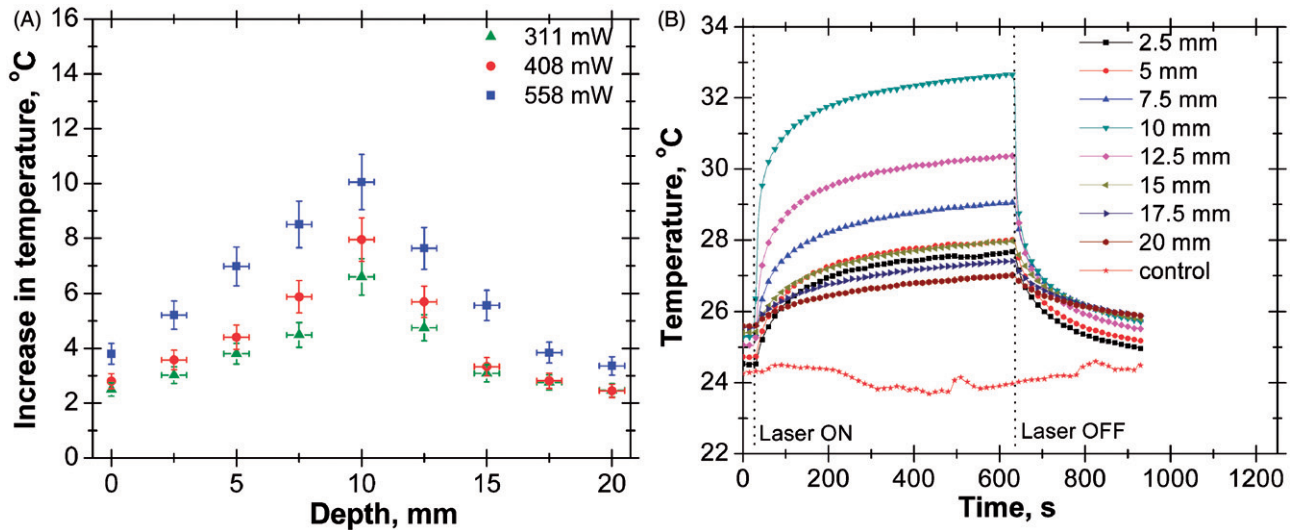 (A)
16
14
12
10
8
6
4
2
0
Increase in temperature, °C
311 mW
408 mW
558 mW
0
5
10
15
20
Depth, mm
(B)
34
32
30
28
26
24
22
Temperature, °C
2.5 mm
5 mm
7.5 mm
10 mm
12.5 mm
15 mm
17.5 mm
20 mm
control
Laser ON
Laser OFF
0
200
400
600
800
1000
1200
Time, s